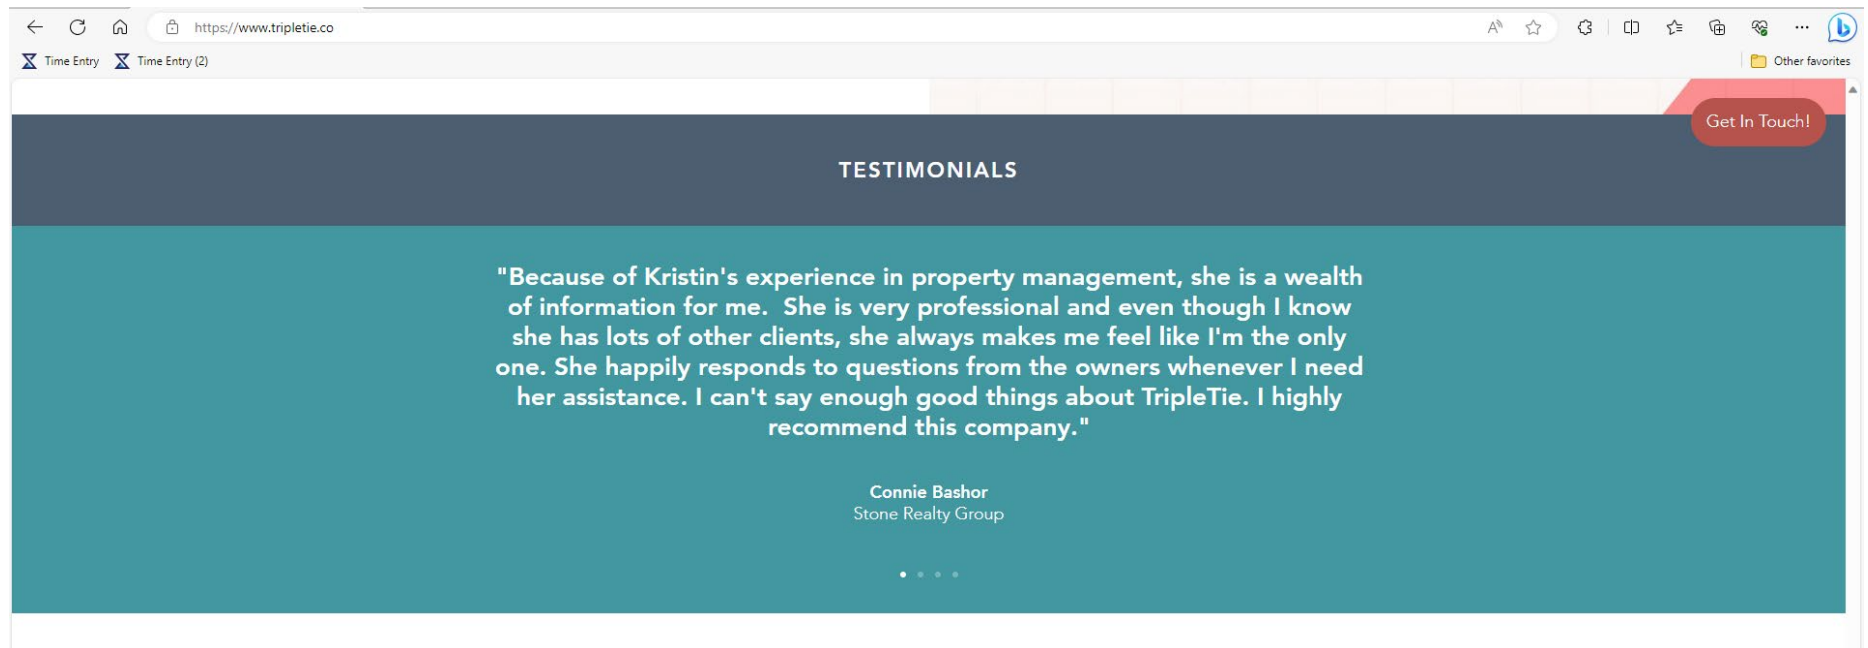 https://www.tripletie.co
Time Entry
Time Entry (2)
Other favorites
Get In Touch!
TESTIMONIALS
"Because of Kristin's experience in property management, she is a wealth
of information for me.  She is very professional and even though I know
she has lots of other clients, she always makes me feel like I'm the only
one. She happily responds to questions from the owners whenever I need
her assistance. I can't say enough good things about TripleTie. I highly
recommend this company."
Connie Bashor
Stone Realty Group